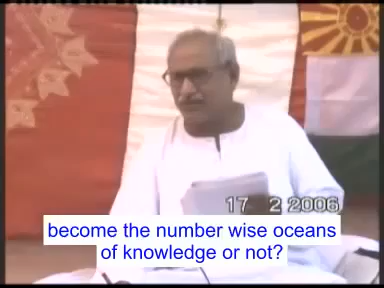 17 2 2006
become the number wise oceans
of knowledge or not?